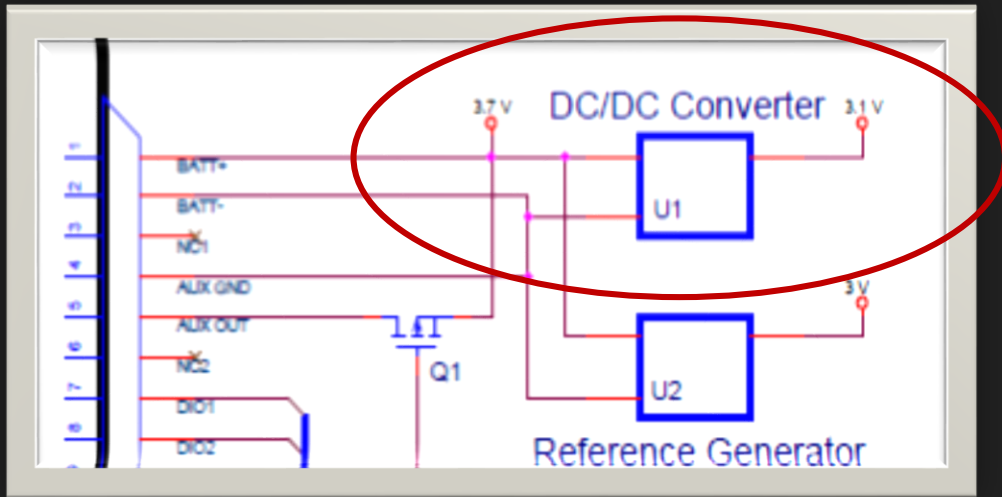 DC/DC Converter
3.7 V
3.1 V
1
BATT+
2
BATT-
U1
3
NC1
4
AUX GND
3 V
5
AUX OUT
6
NC2
Q1
U2
7
DIO1
8
DIO2
Reference Generator